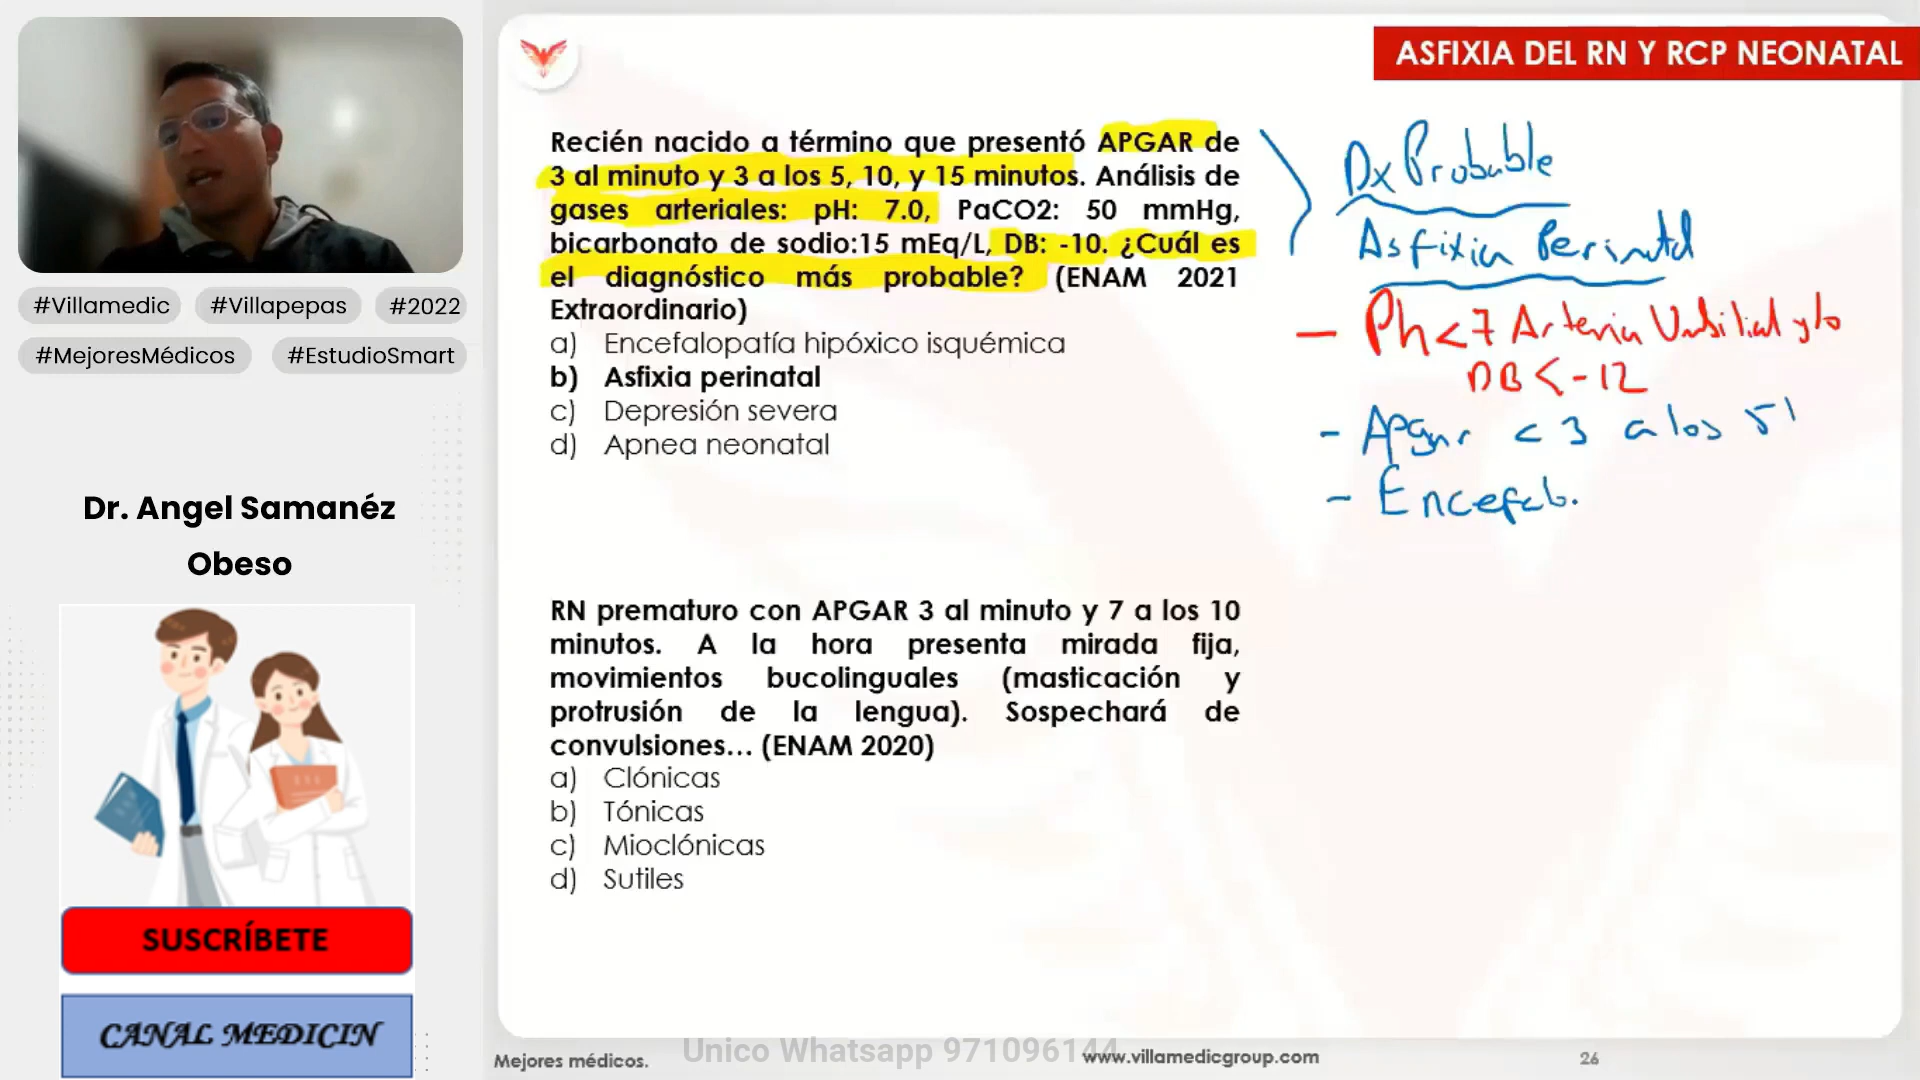 #Villamedic #Villapepas #2022
#MejoresMédicos #EstudioSmart
Dr. Angel Samanéz
Obeso
SUSCRÍBETE
CANAL MEDICIN
ASFIXIA DEL RN Y RCP NEONATAL
Recién nacido a término que presentó APGAR de
3 al minuto y 3 a los 5, 10, y 15 minutos. Análisis de
gases arteriales: pH: 7.0, PaCO2: 50 mmHg,
bicarbonato de sodio:15 mEq/L, DB: -10. ¿Cuál es
el diagnóstico más probable? (ENAM 2021
Extraordinario)
a) Encefalopatía hipóxico isquémica
b) Asfixia perinatal
c) Depresión severa
d) Apnea neonatal
RN prematuro con APGAR 3 al minuto y 7 a los 10
minutos. A la hora presenta mirada fija,
movimientos bucolinguales (masticación y
protrusión de la lengua). Sospechará de
convulsiones... (ENAM 2020)
a) Clónicas
b) Tónicas
c) Mioclónicas
d) Sutiles
Dx Probable
Asfixia Perinatal
- Ph < 7 Arteria Umbilical y/o
DB < -12
- Apgar < 3 a los 5'
- Encefalo.
Mejores médicos.
Unico Whatsapp 971096144
www.villamedicgroup.com
26